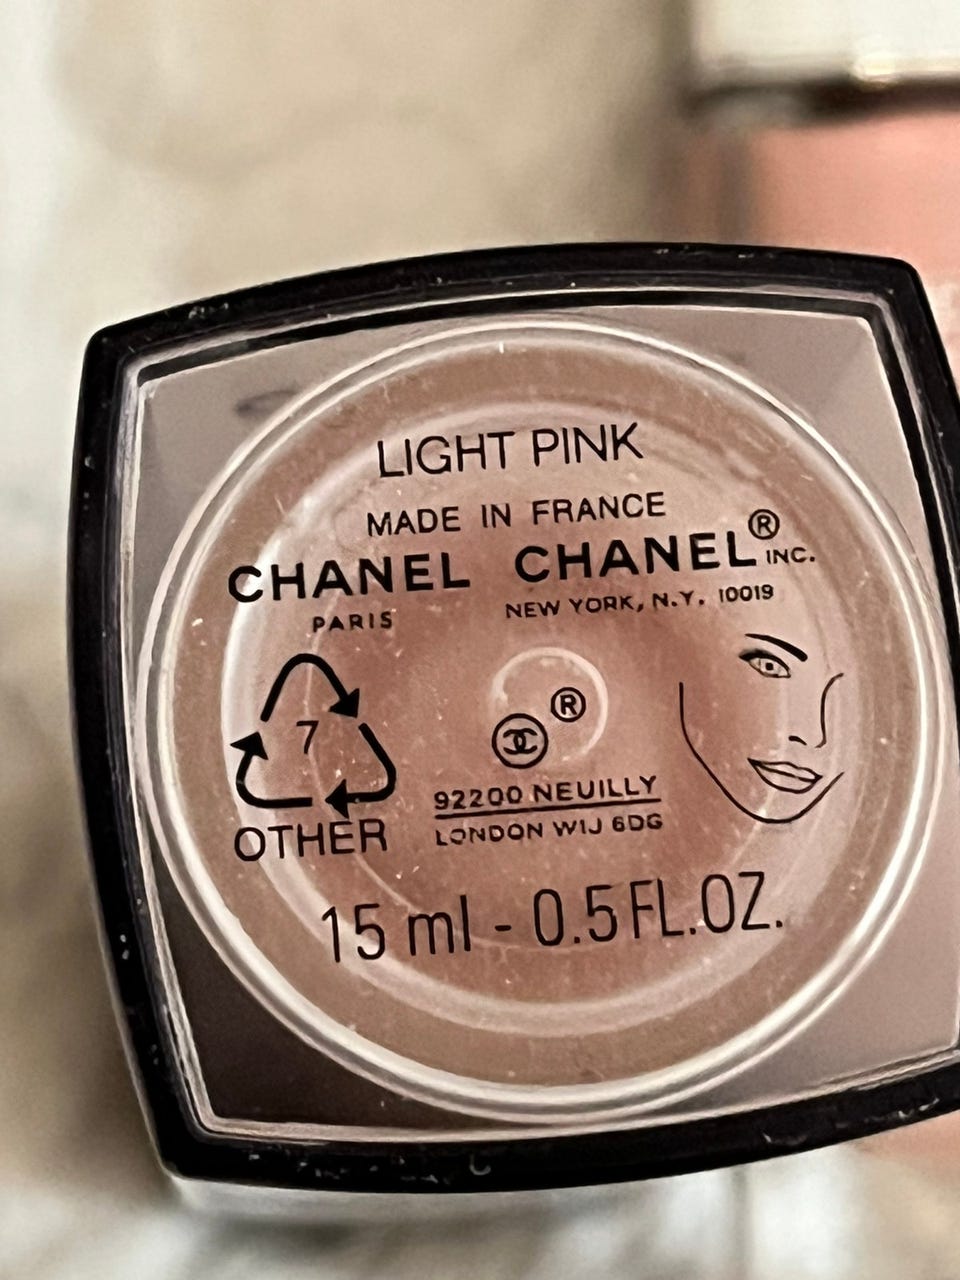 LIGHT PINK
MADE IN FRANCE
CHANEL CHANEL® INC.
PARIS NEW YORK, N.Y. 10019
7
OTHER
®
92200 NEUILLY
LONDON W1J 6DG
15 ml - 0.5 FL.OZ.